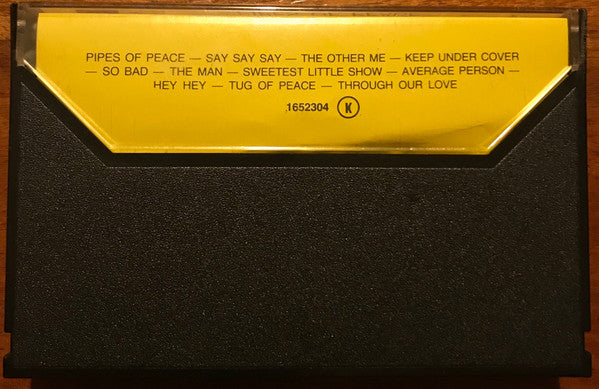 PIPES OF PEACE — SAY SAY SAY — THE OTHER ME — KEEP UNDER COVER
— SO BAD — THE MAN — SWEETEST LITTLE SHOW — AVERAGE PERSON —
HEY HEY — TUG OF PEACE — THROUGH OUR LOVE
1652304 K